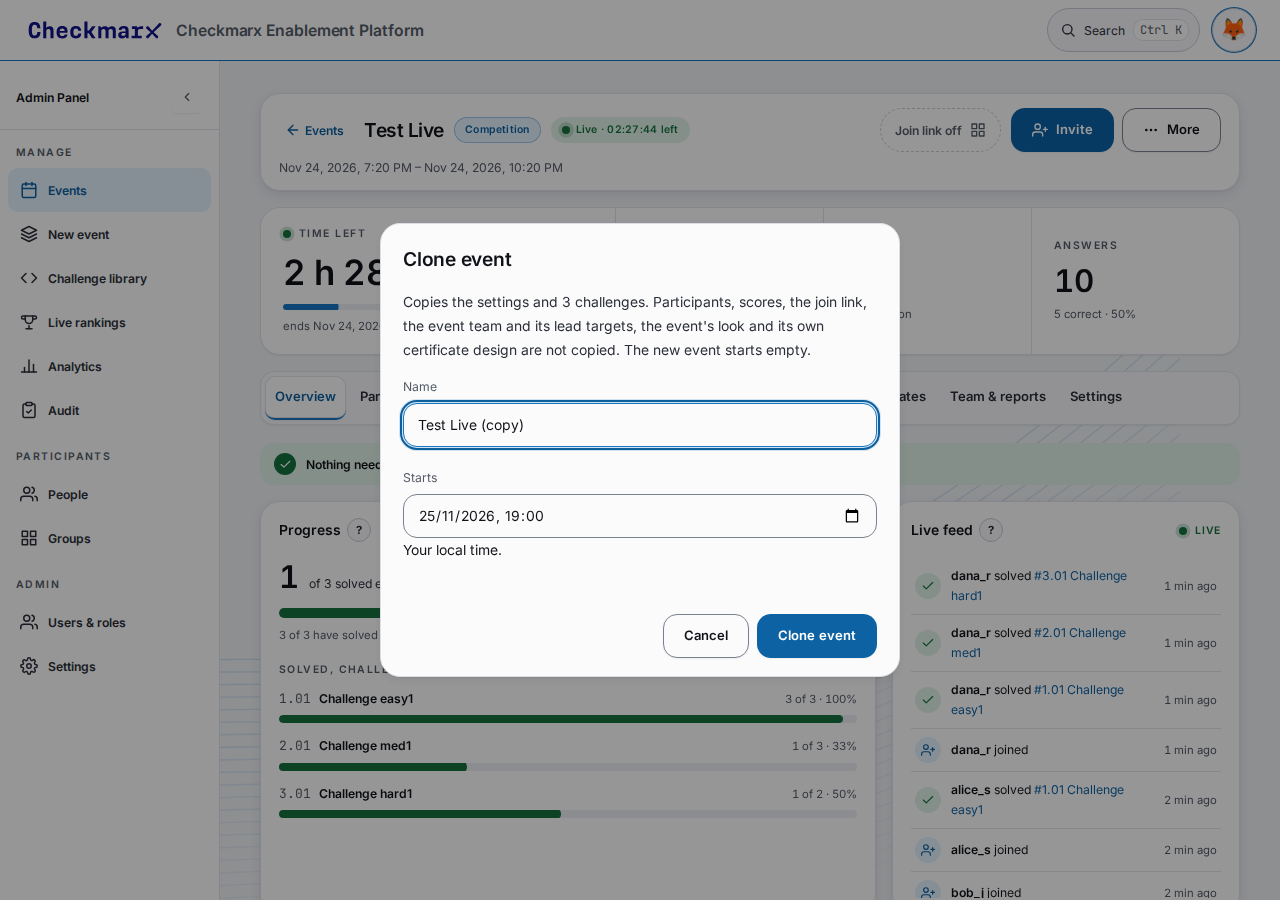 Checkmarx
Checkmarx Enablement Platform
Search Ctrl K
Admin Panel
MANAGE
Events
New event
Challenge library
Live rankings
Analytics
Audit
PARTICIPANTS
People
Groups
ADMIN
Users & roles
Settings
Events
Test Live
Competition
Live · 02:27:44 left
Join link off
Invite
More
Nov 24, 2026, 7:20 PM – Nov 24, 2026, 10:20 PM
TIME LEFT
2 h 28
ends Nov 24, 202
ANSWERS
10
5 correct · 50%
Overview
Team & reports
Settings
Nothing need
Clone event
Copies the settings and 3 challenges. Participants, scores, the join link,
the event team and its lead targets, the event's look and its own
certificate design are not copied. The new event starts empty.
Name
Test Live (copy)
Starts
25/11/2026, 19:00
Your local time.
Cancel
Clone event
Progress ?
1 of 3 solved
3 of 3 have solved
SOLVED,
1.01 Challenge easy1
3 of 3 · 100%
2.01 Challenge med1
1 of 3 · 33%
3.01 Challenge hard1
1 of 2 · 50%
Live feed ?
LIVE
dana_r solved #3.01 Challenge
hard1
1 min ago
dana_r solved #2.01 Challenge
med1
1 min ago
dana_r solved #1.01 Challenge
easy1
1 min ago
dana_r joined
1 min ago
alice_s solved #1.01 Challenge
easy1
2 min ago
alice_s joined
2 min ago
bob_j joined
2 min ago